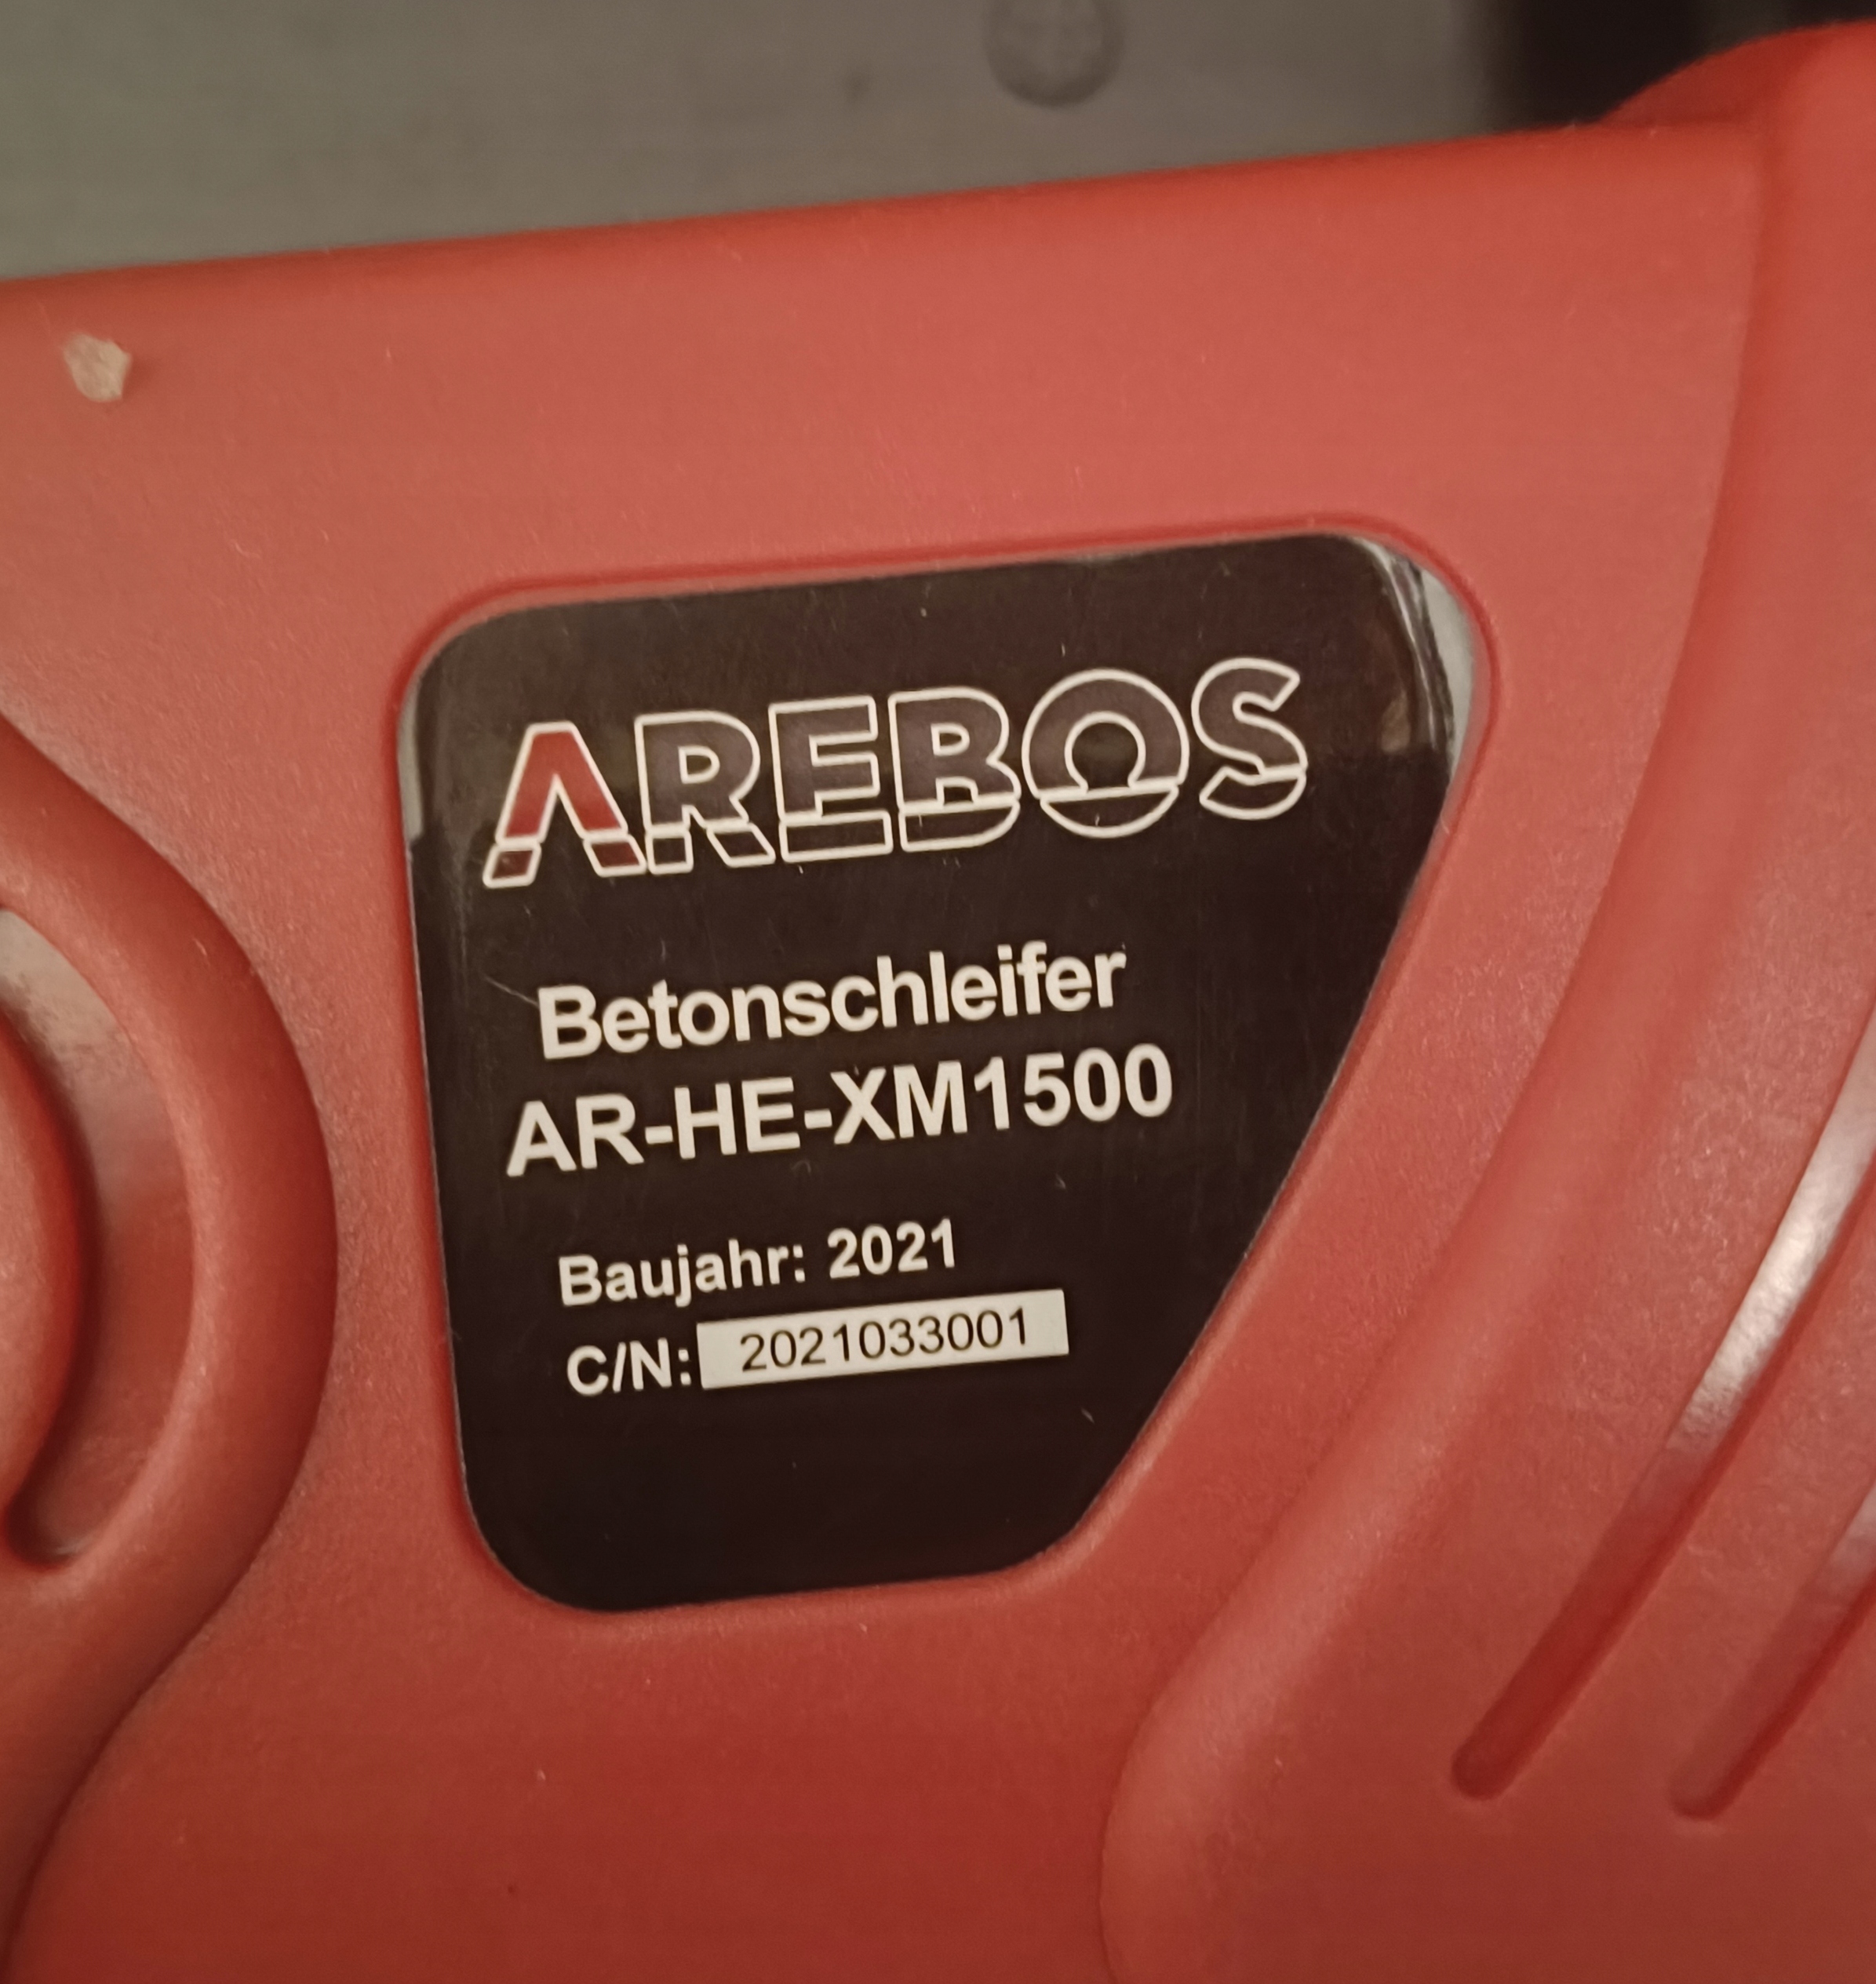 AREBOS
Betonschleifer
AR-HE-XM1500
Baujahr: 2021
C/N: 2021033001